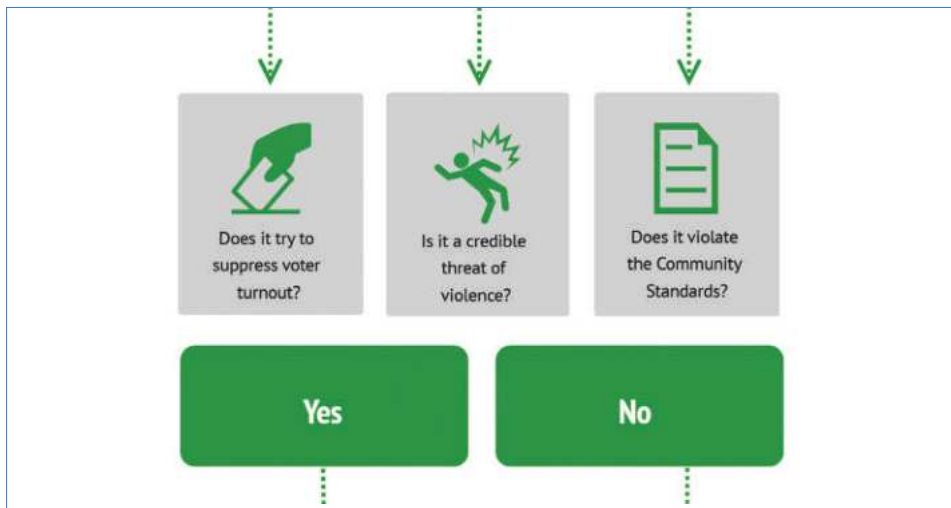 Does it try to
suppress voter
turnout?
Is it a credible
threat of
violence?
Does it violate
the Community
Standards?
Yes
No